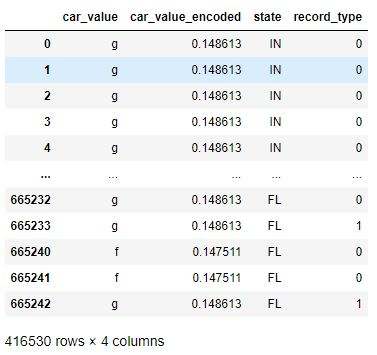 car_value car_value_encoded state record_type
0 g 0.148613 IN 0
1 g 0.148613 IN 0
2 g 0.148613 IN 0
3 g 0.148613 IN 0
4 g 0.148613 IN 0
... ... ... ... ...
665232 g 0.148613 FL 0
665233 g 0.148613 FL 1
665240 f 0.147511 FL 0
665241 f 0.147511 FL 0
665242 g 0.148613 FL 1
416530 rows × 4 columns